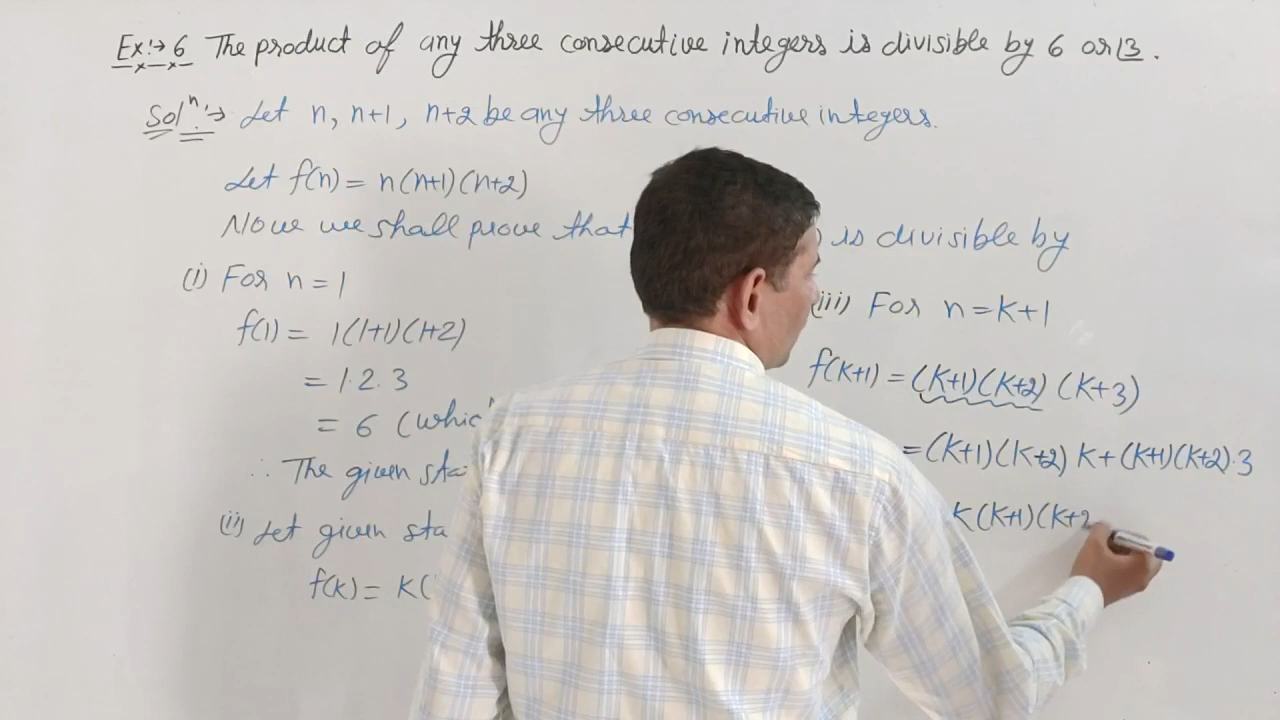 Ex:→ 6 The product of any three consecutive integers is divisible by 6 or ⌊3.
Solⁿ:→ Let n, n+1, n+2 be any three consecutive integers.
Let f(n) = n(n+1)(n+2)
Now we shall prove that is divisible by
(i) For n = 1
f(1) = 1(1+1)(1+2)
= 1·2·3
= 6 (
∴ The given
(ii) Let given
f(k) = k(
(iii) For n = k+1
f(k+1) = (k+1)(k+2)(k+3)
= (k+1)(k+2)k + (k+1)(k+2)·3
k(k+1)(k+2